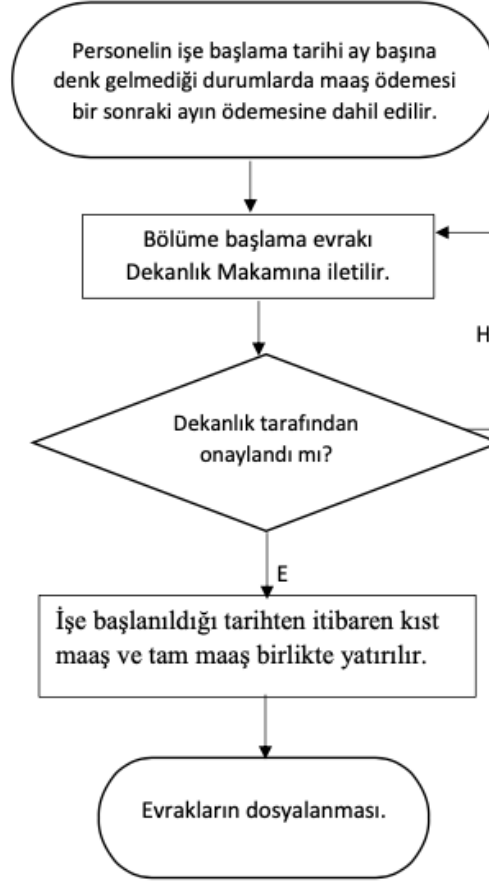 Personelin işe başlama tarihi ay başına
denk gelmediği durumlarda maaş ödemesi
bir sonraki ayın ödemesine dahil edilir.
Bölüme başlama evrakı
Dekanlık Makamına iletilir.
H
Dekanlık tarafından
onaylandı mı?
E
İşe başlanıldığı tarihten itibaren kıst
maaş ve tam maaş birlikte yatırılır.
Evrakların dosyalanması.